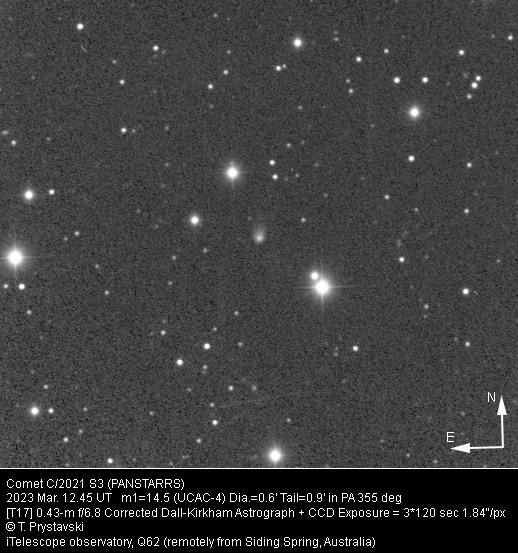 N
E
Comet C/2021 S3 (PANSTARRS)
2023 Mar. 12.45 UT m1=14.5 (UCAC-4) Dia.=0.6' Tail=0.9' in PA 355 deg
[T17] 0.43-m f/6.8 Corrected Dall-Kirkham Astrograph + CCD Exposure = 3*120 sec 1.84"/px
© T. Prystavski
iTelescope observatory, Q62 (remotely from Siding Spring, Australia)